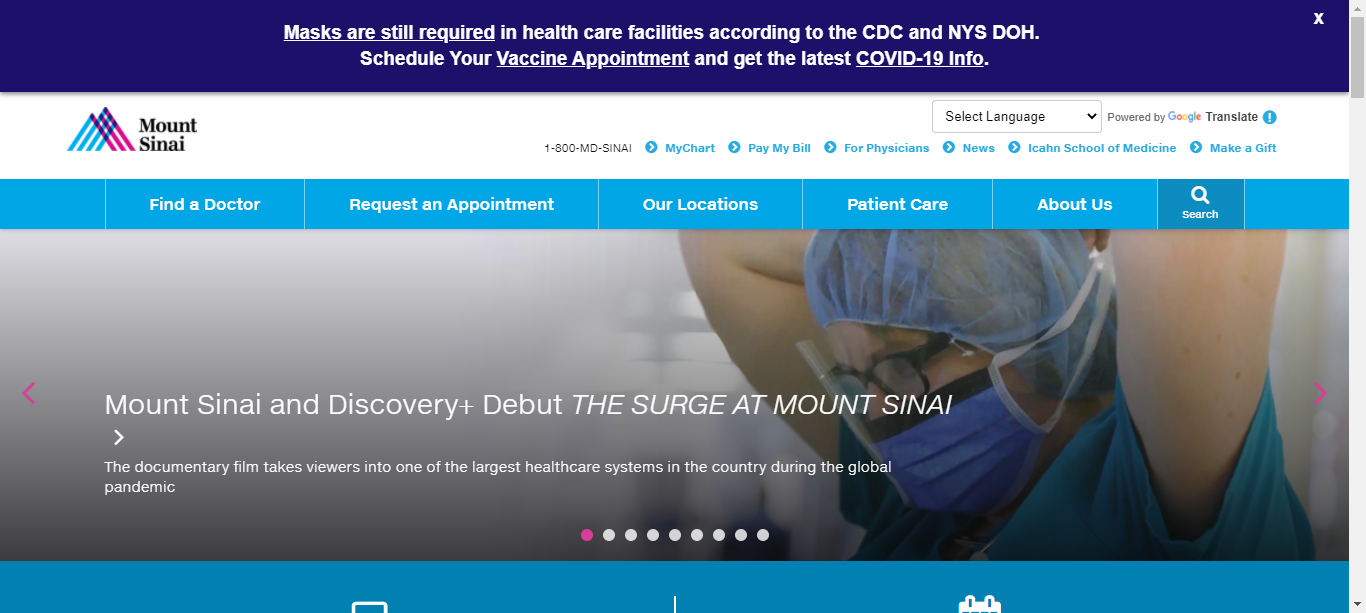 Masks are still required in health care facilities according to the CDC and NYS DOH.
X
Schedule Your Vaccine Appointment and get the latest COVID-19 Info.
Mount
Sinai
Select Language
Powered by Google Translate
1-800-MD-SINAI MyChart Pay My Bill For Physicians News Icahn School of Medicine Make a Gift
Find a Doctor Request an Appointment Our Locations Patient Care About Us Search
Mount Sinai and Discovery+ Debut THE SURGE AT MOUNT SINAI
The documentary film takes viewers into one of the largest healthcare systems in the country during the global
pandemic